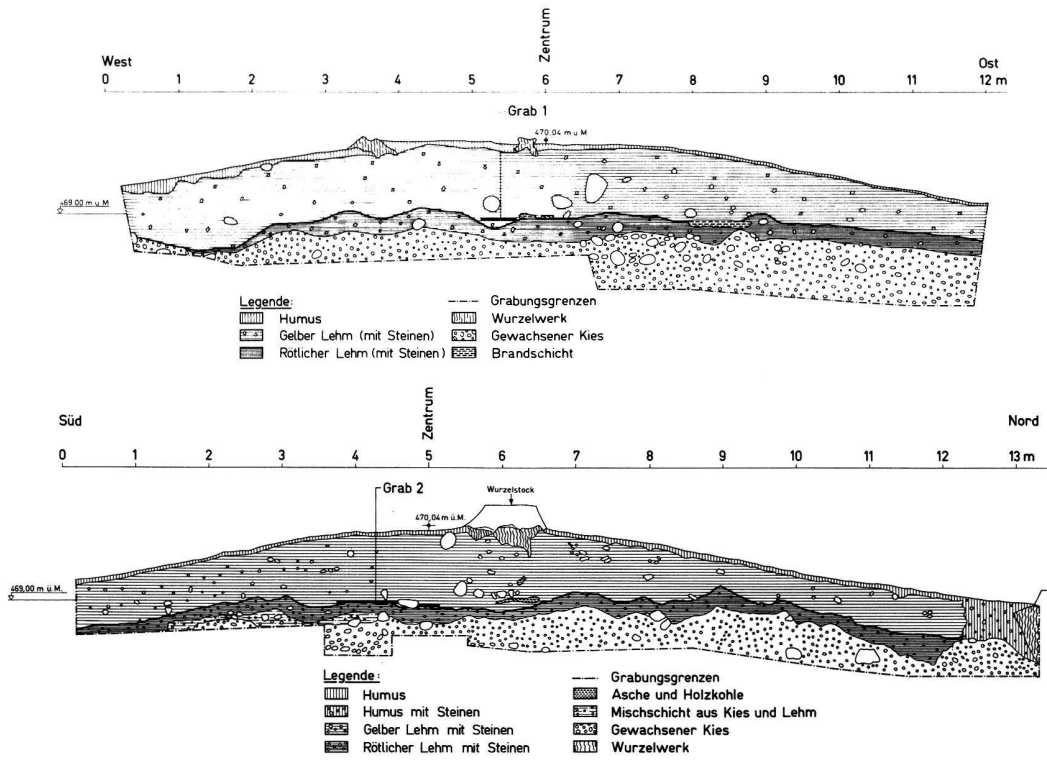 Zentrum
West
Ost
0 1 2 3 4 5 6 7 8 9 10 11 12 m
Grab 1
470,04 m u M
469.00 m u.M.
Legende:
Humus
Gelber Lehm (mit Steinen)
Rötlicher Lehm (mit Steinen)
Grabungsgrenzen
Wurzelwerk
Gewachsener Kies
Brandschicht
Süd
Zentrum
Nord
0 1 2 3 4 5 6 7 8 9 10 11 12 13 m
Grab 2
Wurzelstock
470,04 m ü.M.
469,00 m ü.M.
Legende:
Humus
Humus mit Steinen
Gelber Lehm mit Steinen
Rötlicher Lehm mit Steinen
Grabungsgrenzen
Asche und Holzkohle
Mischschicht aus Kies und Lehm
Gewachsener Kies
Wurzelwerk